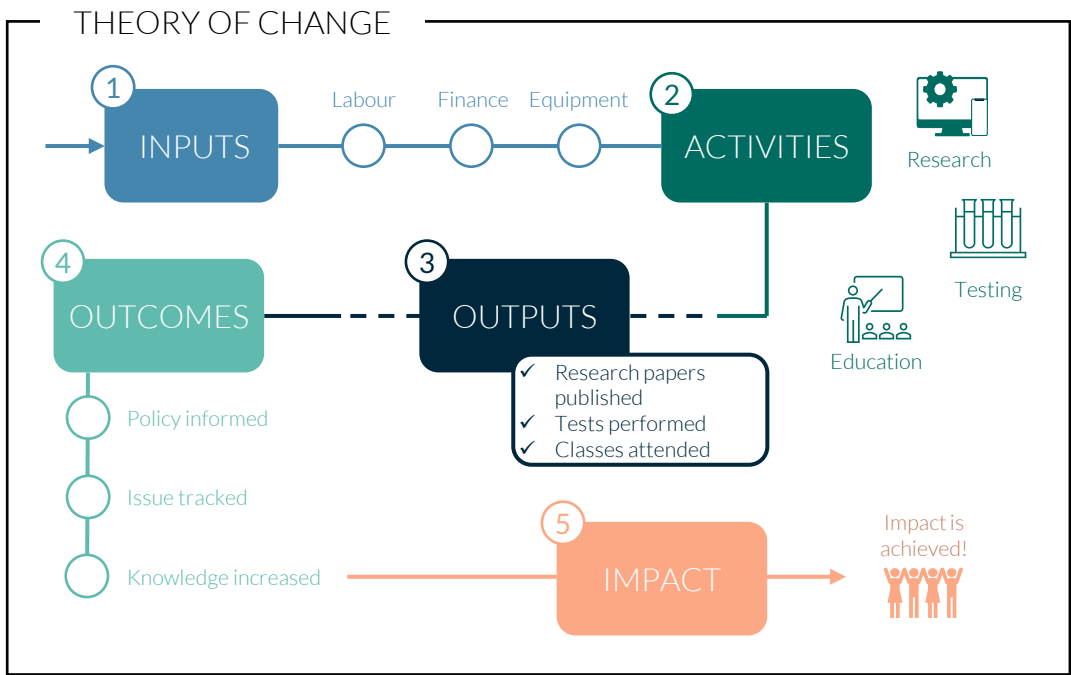 THEORY OF CHANGE
1
INPUTS
Labour
Finance
Equipment
2
ACTIVITIES
Research
Testing
Education
3
OUTPUTS
✓ Research papers
published
✓ Tests performed
✓ Classes attended
4
OUTCOMES
Policy informed
Issue tracked
Knowledge increased
5
IMPACT
Impact is
achieved!